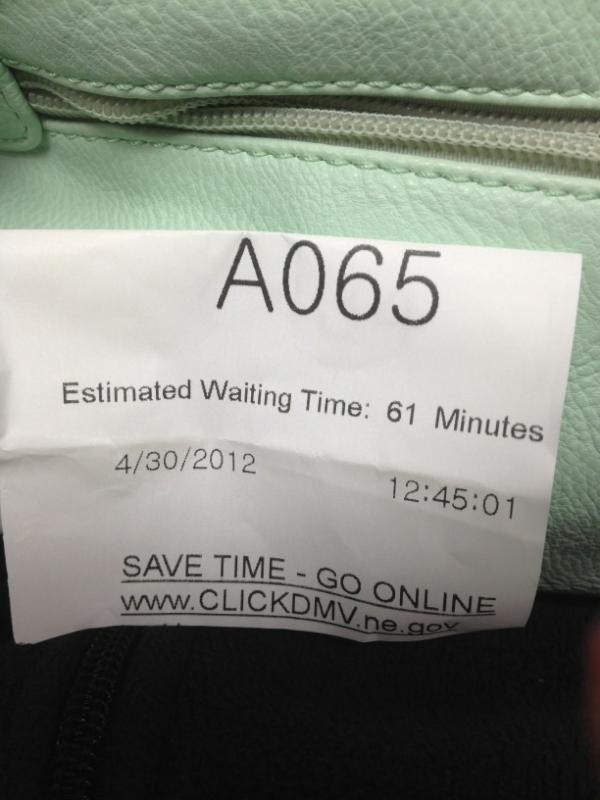 A065
Estimated Waiting Time: 61 Minutes
4/30/2012
12:45:01
SAVE TIME - GO ONLINE
www.CLICKDMV.ne.gov